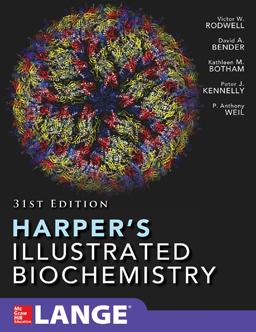 Victor W.
RODWELL
David A.
BENDER
Kathleen M.
BOTHAM
Peter J.
KENNELLY
P. Anthony
WEIL
31ST EDITION
HARPER'S
ILLUSTRATED
BIOCHEMISTRY
Mc
Graw
Hill
Education
LANGE®